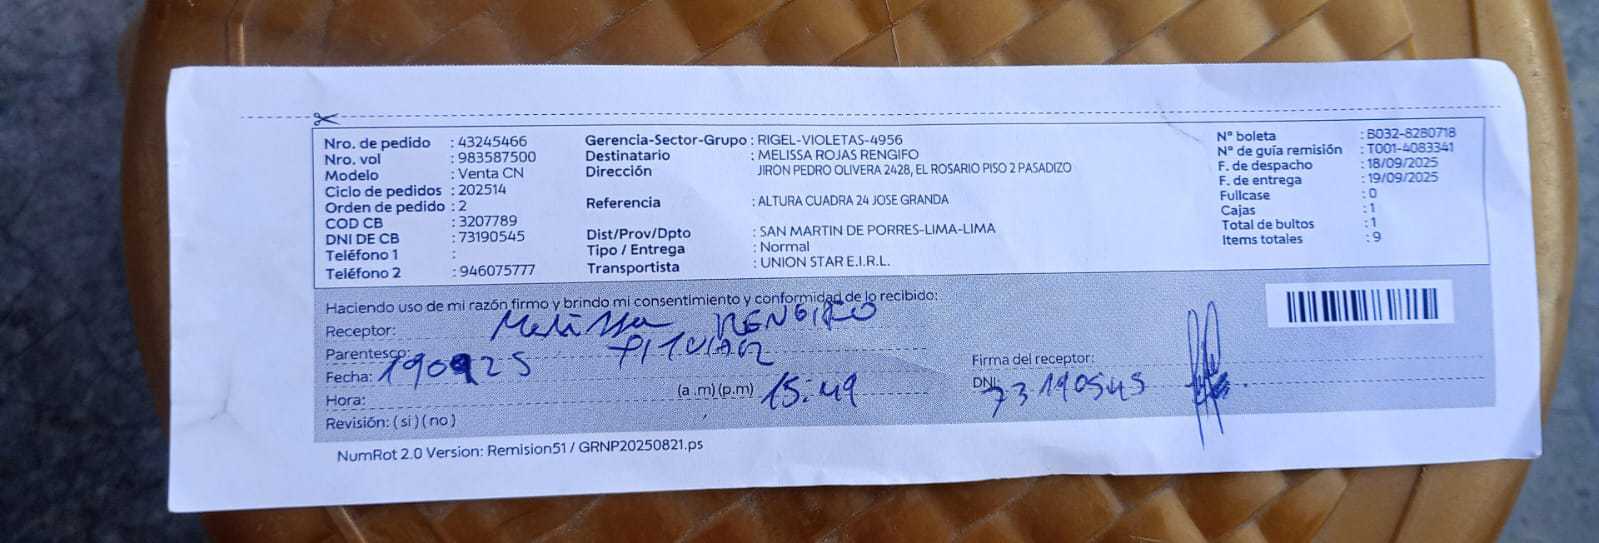 Nro. de pedido : 43245466
Nro. vol : 983587500
Modelo : Venta CN
Ciclo de pedidos : 202514
Orden de pedido : 2
COD CB : 3207789
DNI DE CB : 73190545
Teléfono 1 :
Teléfono 2 : 946075777
Gerencia-Sector-Grupo : RIGEL-VIOLETAS-4956
Destinatario : MELISSA ROJAS RENGIFO
Dirección : JIRON PEDRO OLIVERA 2428, EL ROSARIO PISO 2 PASADIZO
Referencia : ALTURA CUADRA 24 JOSE GRANDA
Dist/Prov/Dpto : SAN MARTIN DE PORRES-LIMA-LIMA
Tipo / Entrega : Normal
Transportista : UNION STAR E.I.R.L.
N° boleta : B032-8280718
N° de guía remisión : T001-4083341
F. de despacho : 18/09/2025
F. de entrega : 19/09/2025
Fullcase : 0
Cajas : 1
Total de bultos : 1
Items totales : 9
Haciendo uso de mi razón firmo y brindo mi consentimiento y conformidad de lo recibido:
Receptor: Melissa RENGIFO
Parentesco:
Fecha: 190925
Hora: (a .m) (p.m) 15:49
Revisión: ( si ) ( no )
Firma del receptor:
DNI: 73190545
NumRot 2.0 Version: Remision51 / GRNP20250821.ps